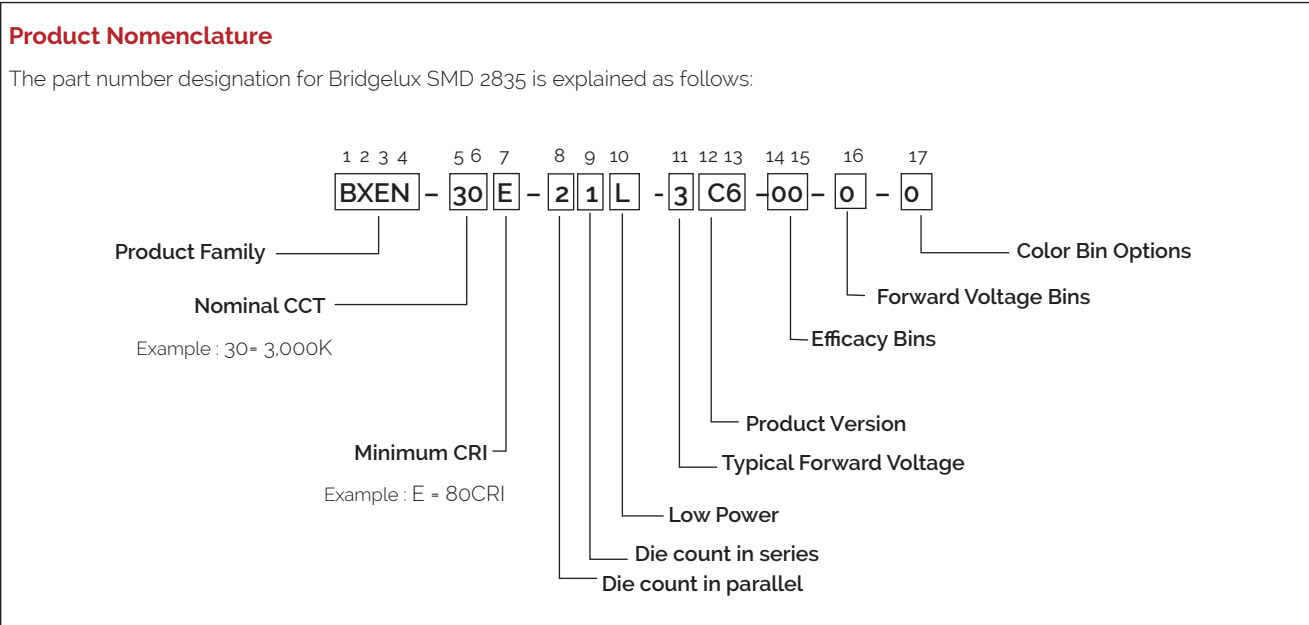 Product Nomenclature
The part number designation for Bridgelux SMD 2835 is explained as follows:
1 2 3 4 5 6 7 8 9 10 11 12 13 14 15 16 17
BXEN – 30 E – 2 1 L - 3 C6 –00– 0 – 0
Product Family
Color Bin Options
Nominal CCT
Forward Voltage Bins
Example : 30= 3,000K
Efficacy Bins
Product Version
Minimum CRI
Typical Forward Voltage
Example : E = 80CRI
Low Power
Die count in series
Die count in parallel